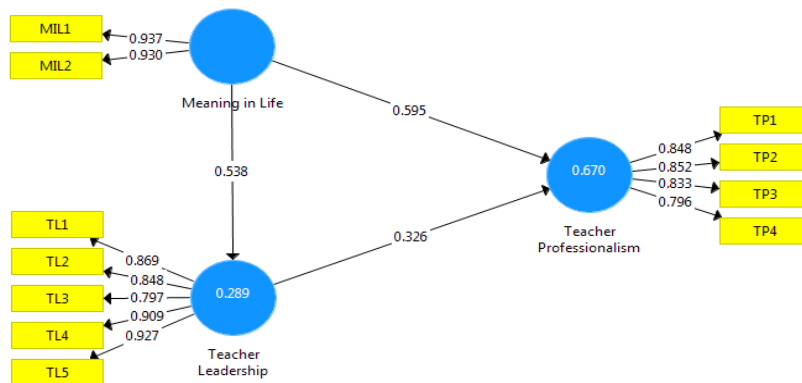 MIL1
0.937
0.930
MIL2
Meaning in Life
0.595
0.538
TP1
0.848
TP2
0.852
0.670
0.833
TP3
0.796
TP4
Teacher
Professionalism
0.326
TL1
0.869
TL2
0.848
TL3
0.797
0.289
0.909
TL4
0.927
TL5
Teacher
Leadership